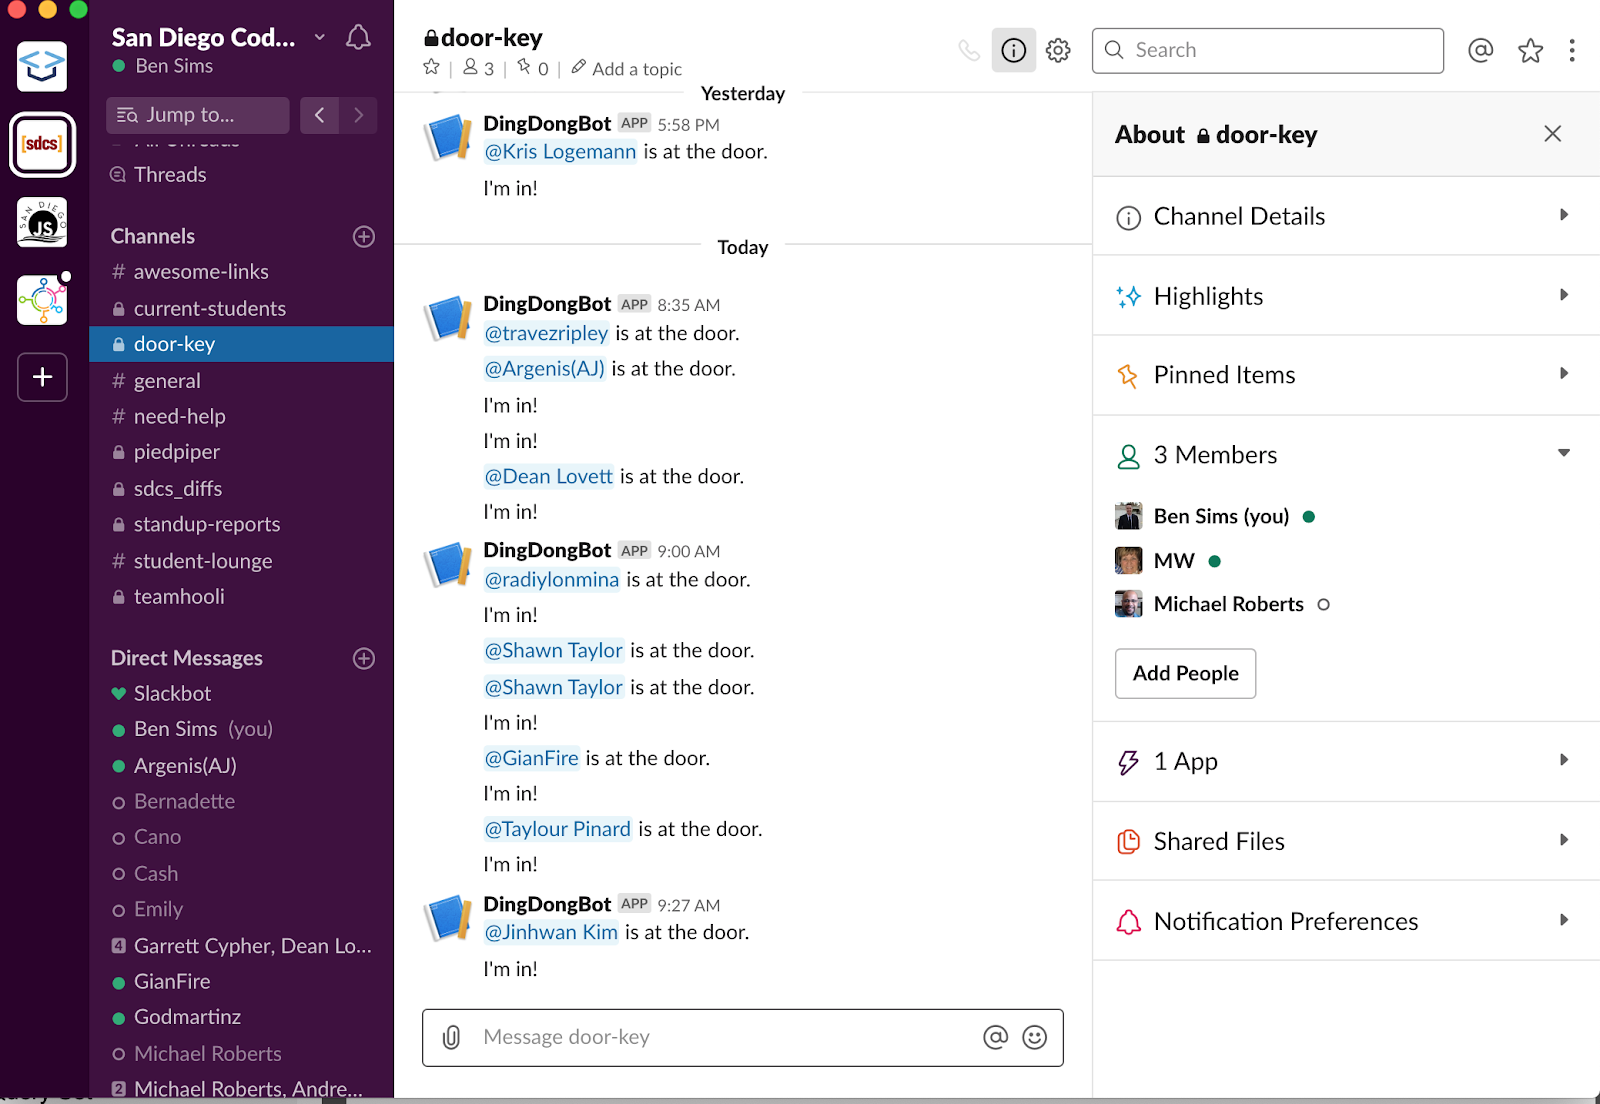 San Diego Cod...
Ben Sims
Jump to...
Threads
Channels
# awesome-links
current-students
door-key
# general
# need-help
piedpiper
sdcs_diffs
standup-reports
# student-lounge
teamhooli
Direct Messages
Slackbot
Ben Sims (you)
Argenis(AJ)
Bernadette
Cano
Cash
Emily
4 Garrett Cypher, Dean Lo...
GianFire
Godmartinz
Michael Roberts
2 Michael Roberts, Andre...
[sdcs]
SAN DIEGO
JS
door-key
3 | 0 | Add a topic
Search
Yesterday
DingDongBot APP 5:58 PM
@Kris Logemann is at the door.
I'm in!
Today
DingDongBot APP 8:35 AM
@travezripley is at the door.
@Argenis(AJ) is at the door.
I'm in!
I'm in!
@Dean Lovett is at the door.
I'm in!
DingDongBot APP 9:00 AM
@radiylonmina is at the door.
I'm in!
@Shawn Taylor is at the door.
@Shawn Taylor is at the door.
I'm in!
@GianFire is at the door.
I'm in!
@Taylour Pinard is at the door.
I'm in!
DingDongBot APP 9:27 AM
@Jinhwan Kim is at the door.
I'm in!
Message door-key
About door-key
Channel Details
Highlights
Pinned Items
3 Members
Ben Sims (you)
MW
Michael Roberts
Add People
1 App
Shared Files
Notification Preferences